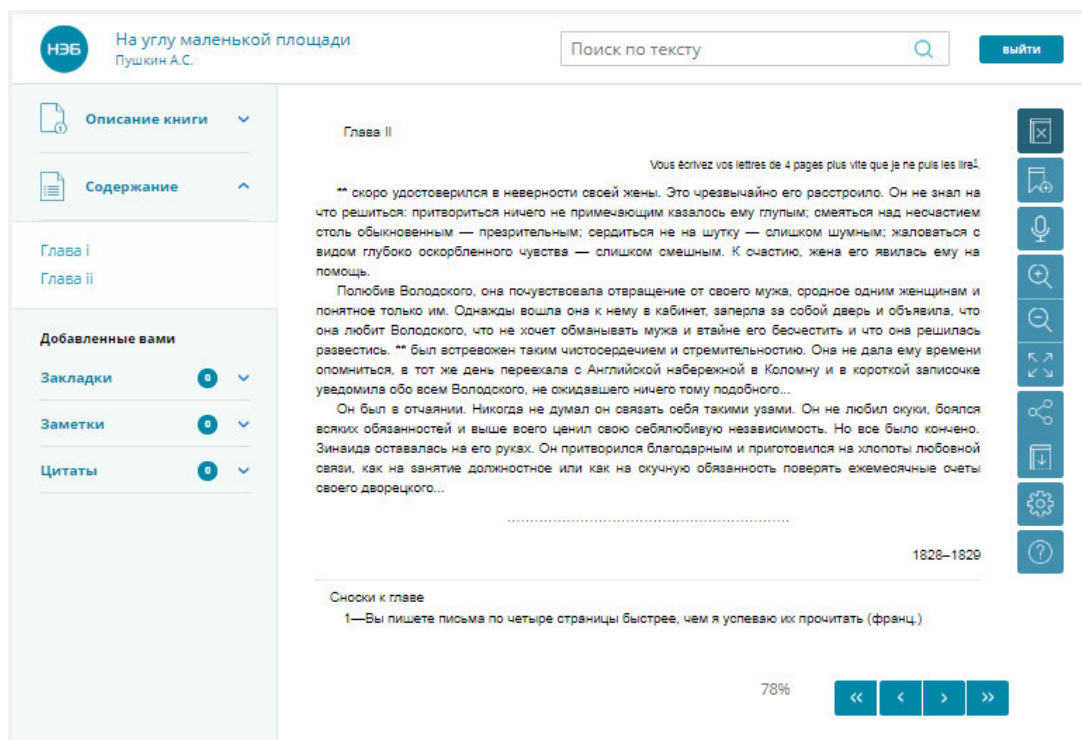 НЭБ
На углу маленькой площади
Пушкин А.С.
Поиск по тексту
выйти
Описание книги
Содержание
Глава i
Глава ii
Добавленные вами
Закладки 0
Заметки 0
Цитаты 0
Глава II
Vous écrivez vos lettres de 4 pages plus vite que je ne puis les lire1.
** скоро удостоверился в неверности своей жены. Это чрезвычайно его расстроило. Он не знал на
что решиться: притвориться ничего не примечающим казалось ему глупым; смеяться над несчастием
столь обыкновенным — презрительным; сердиться не на шутку — слишком шумным; жаловаться с
видом глубоко оскорбленного чувства — слишком смешным. К счастию, жена его явилась ему на
помощь.
Полюбив Володского, она почувствовала отвращение от своего мужа, сродное одним женщинам и
понятное только им. Однажды вошла она к нему в кабинет, заперла за собой дверь и объявила, что
она любит Володского, что не хочет обманывать мужа и втайне его бесчестить и что она решилась
развестись. ** был встревожен таким чистосердечием и стремительностию. Она не дала ему времени
опомниться, в тот же день переехала с Английской набережной в Коломну и в короткой записочке
уведомила обо всем Володского, не ожидавшего ничего тому подобного...
Он был в отчаянии. Никогда не думал он связать себя такими узами. Он не любил скуки, боялся
всяких обязанностей и выше всего ценил свою себялюбивую независимость. Но все было кончено.
Зинаида оставалась на его руках. Он притворился благодарным и приготовился на хлопоты любовной
связи, как на занятие должностное или как на скучную обязанность поверять ежемесячные счеты
своего дворецкого...
1828–1829
Сноски к главе
1—Вы пишете письма по четыре страницы быстрее, чем я успеваю их прочитать (франц.)
78%